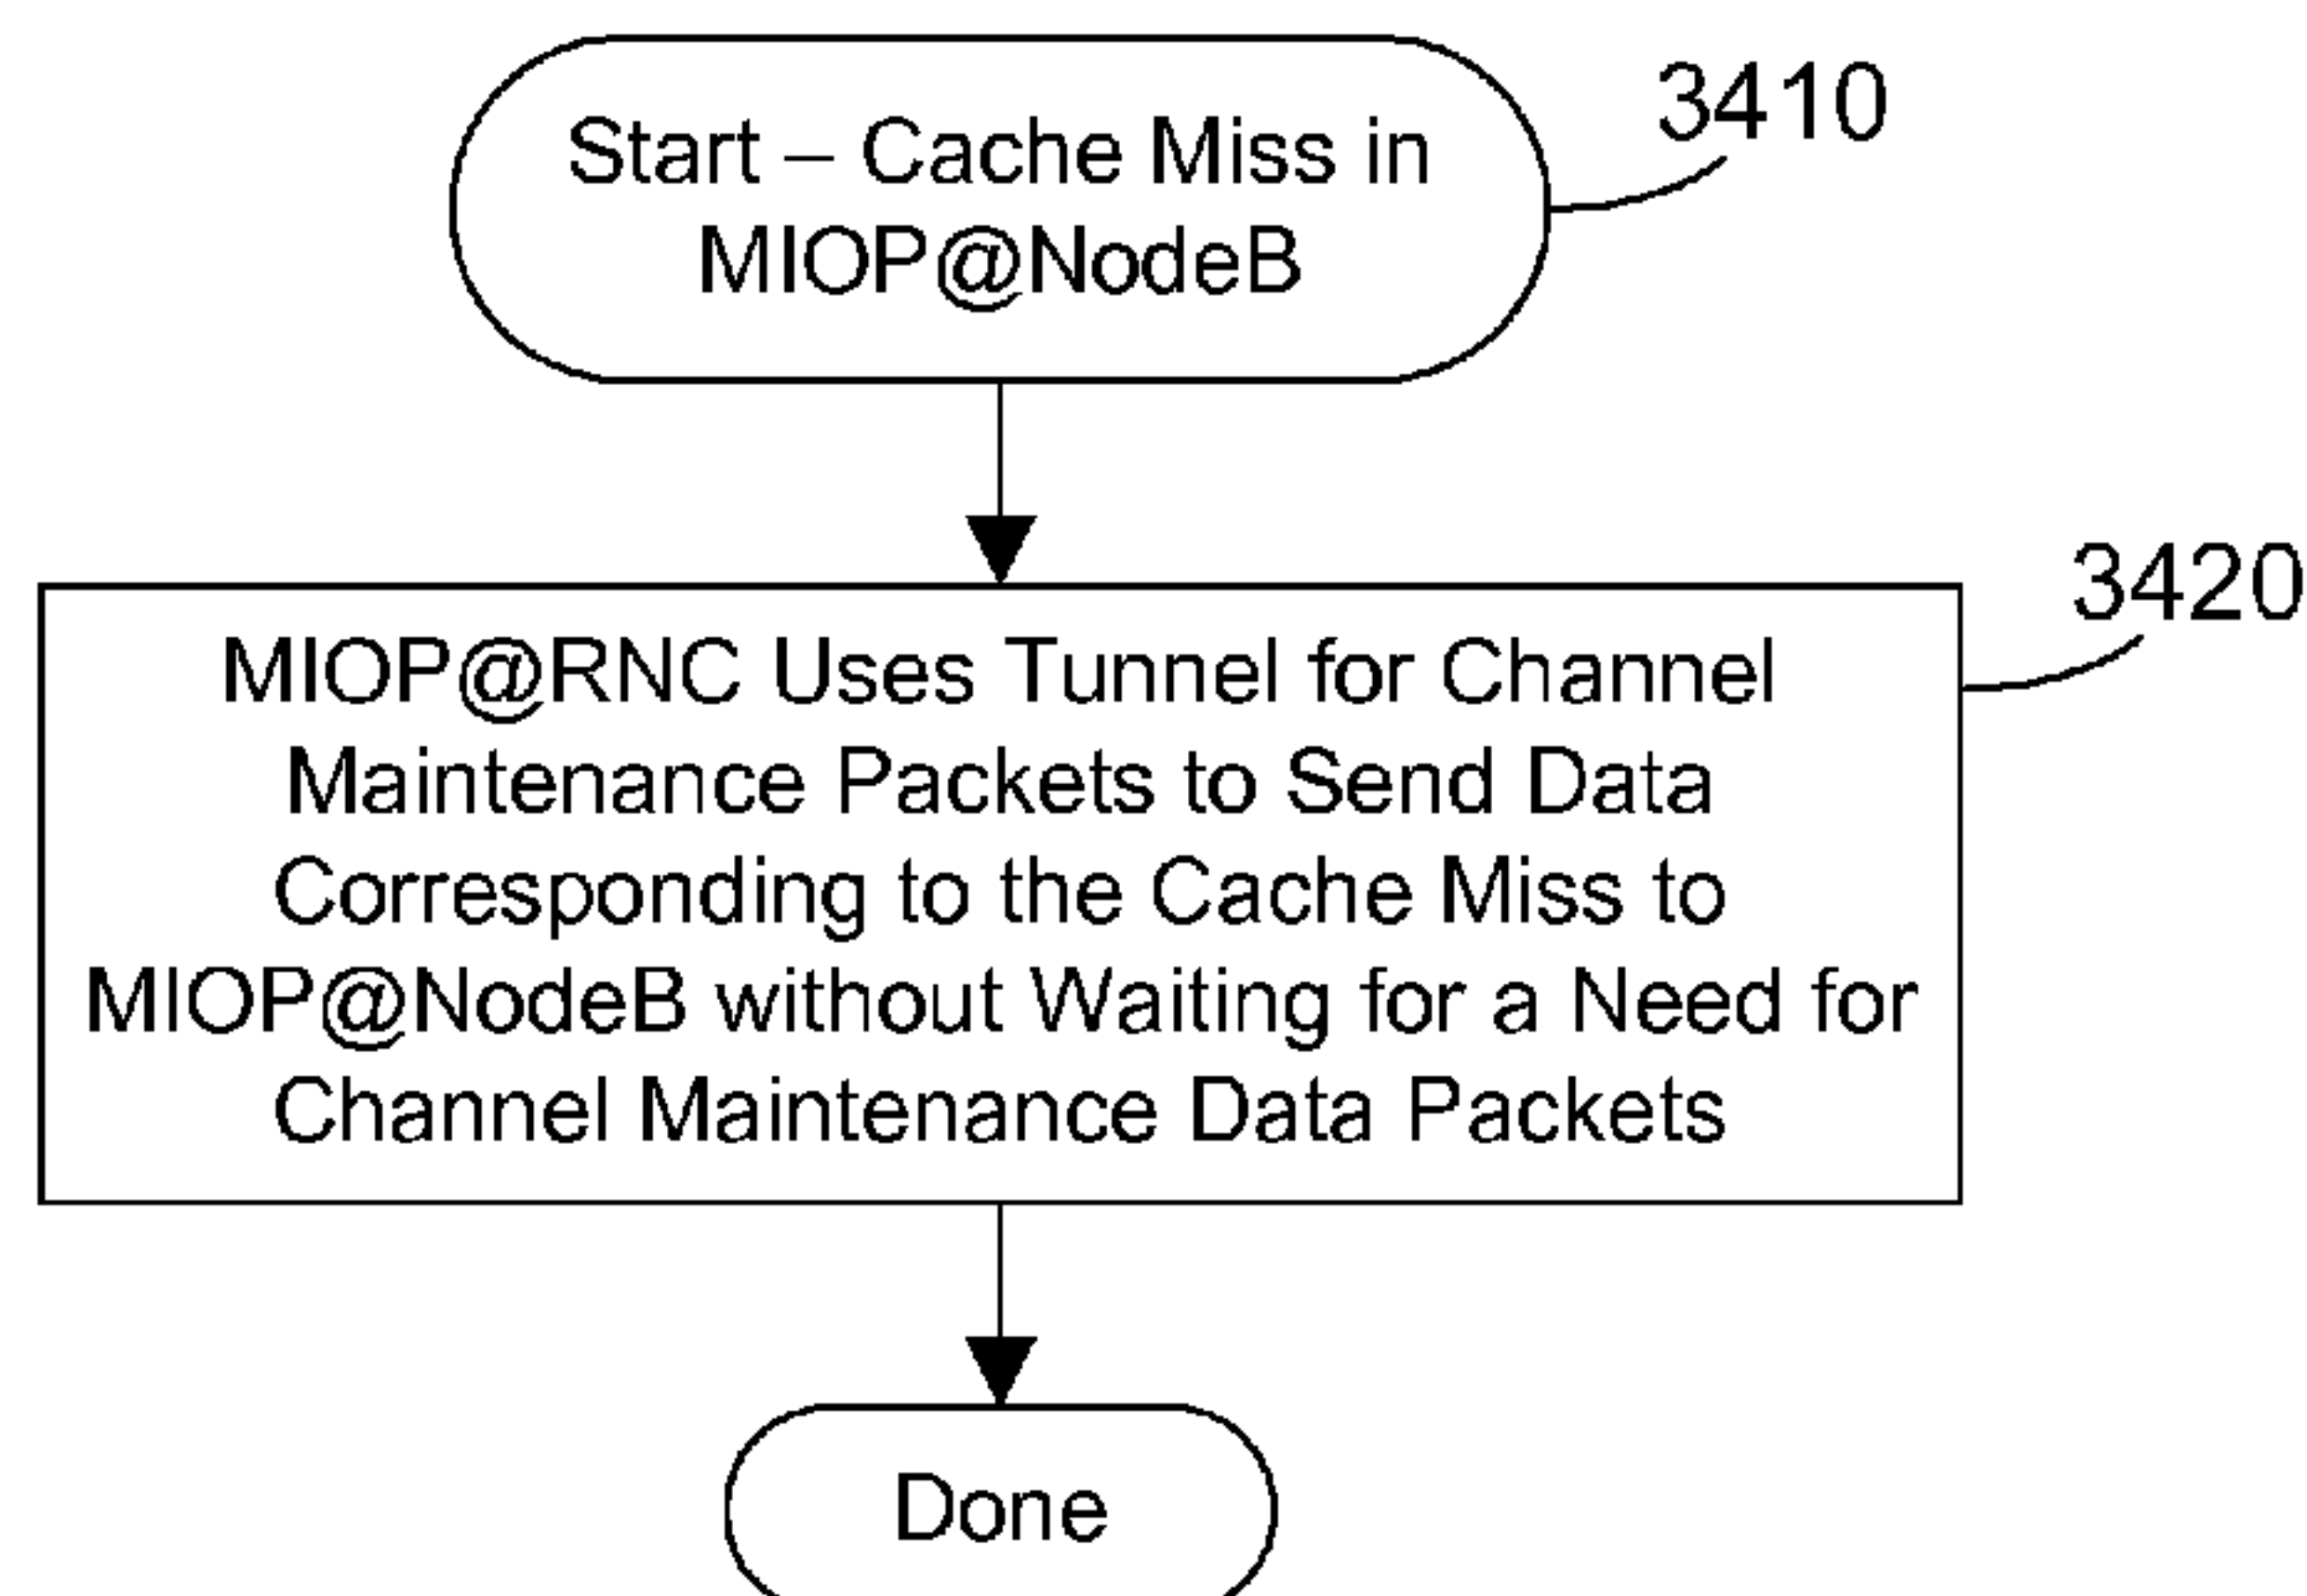 Start – Cache Miss in
MIOP@NodeB
3410
MIOP@RNC Uses Tunnel for Channel
Maintenance Packets to Send Data
Corresponding to the Cache Miss to
MIOP@NodeB without Waiting for a Need for
Channel Maintenance Data Packets
3420
Done